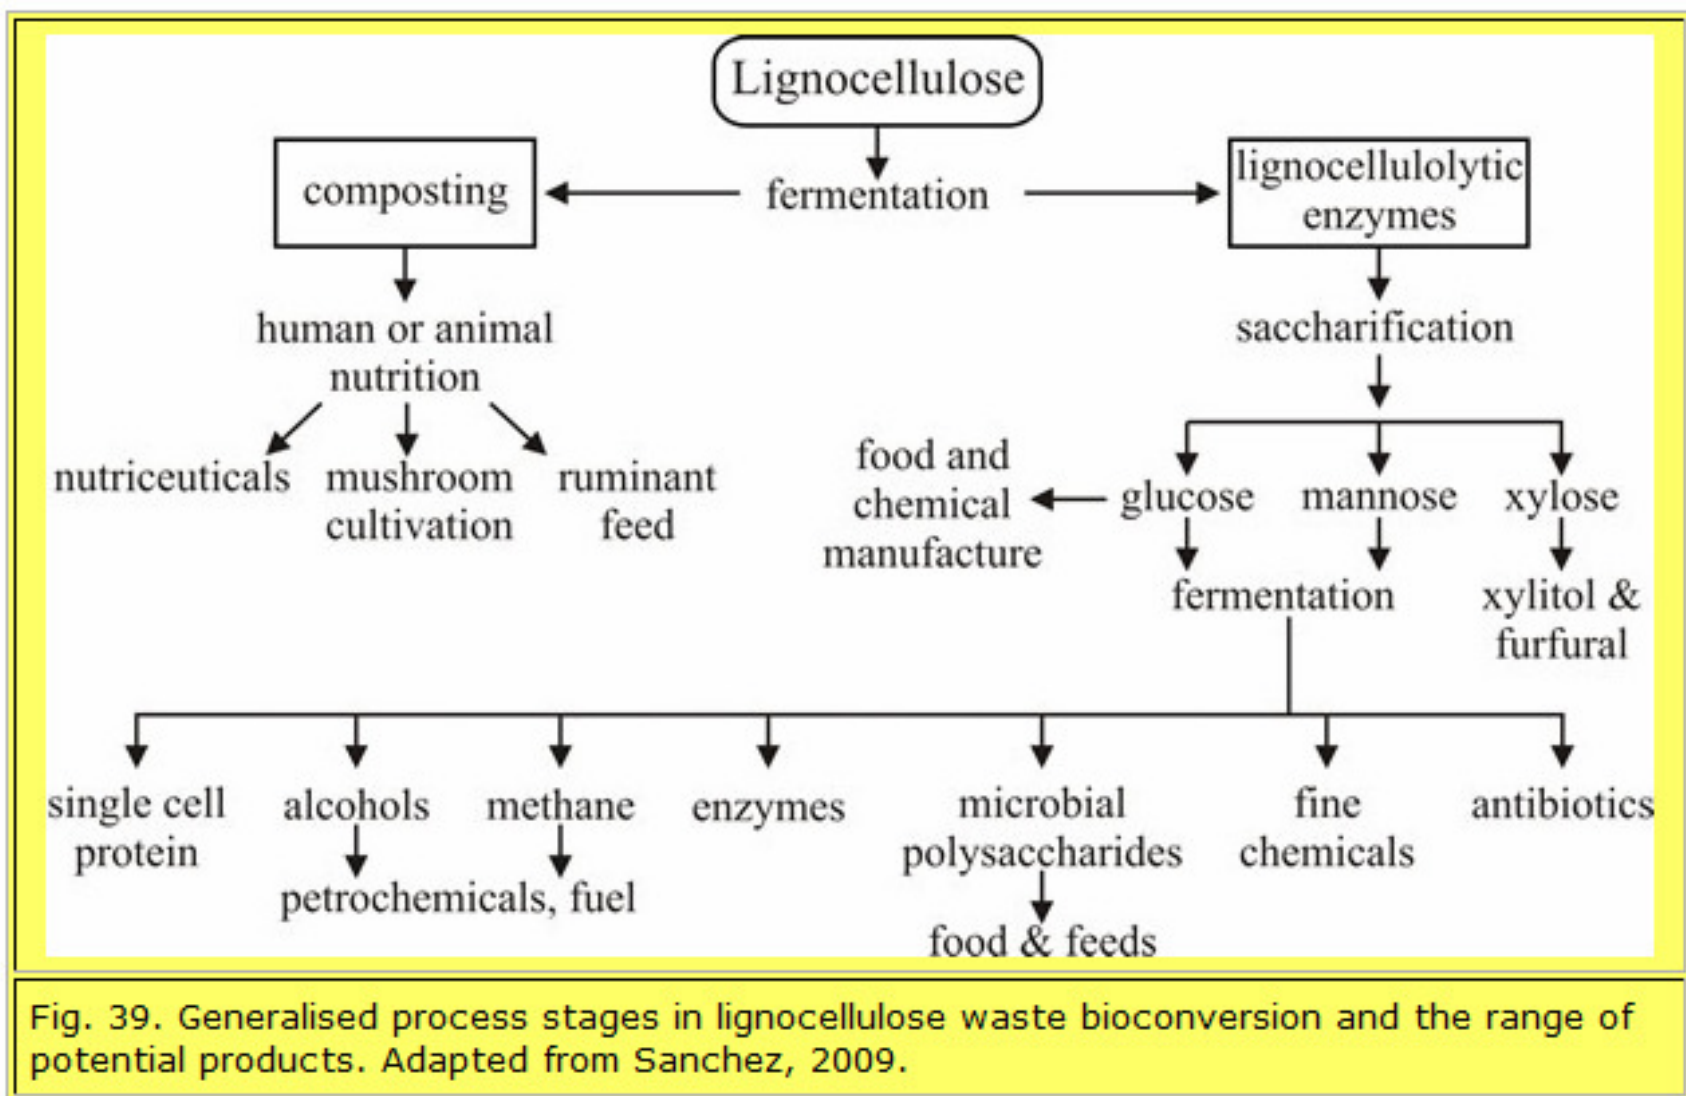 Lignocellulose
composting
fermentation
lignocellulolytic
enzymes
human or animal
nutrition
saccharification
nutriceuticals
mushroom
cultivation
ruminant
feed
food and
chemical
manufacture
glucose
mannose
xylose
fermentation
xylitol &
furfural
single cell
protein
alcohols
methane
petrochemicals, fuel
enzymes
microbial
polysaccharides
food & feeds
fine
chemicals
antibiotics
Fig. 39. Generalised process stages in lignocellulose waste bioconversion and the range of
potential products. Adapted from Sanchez, 2009.